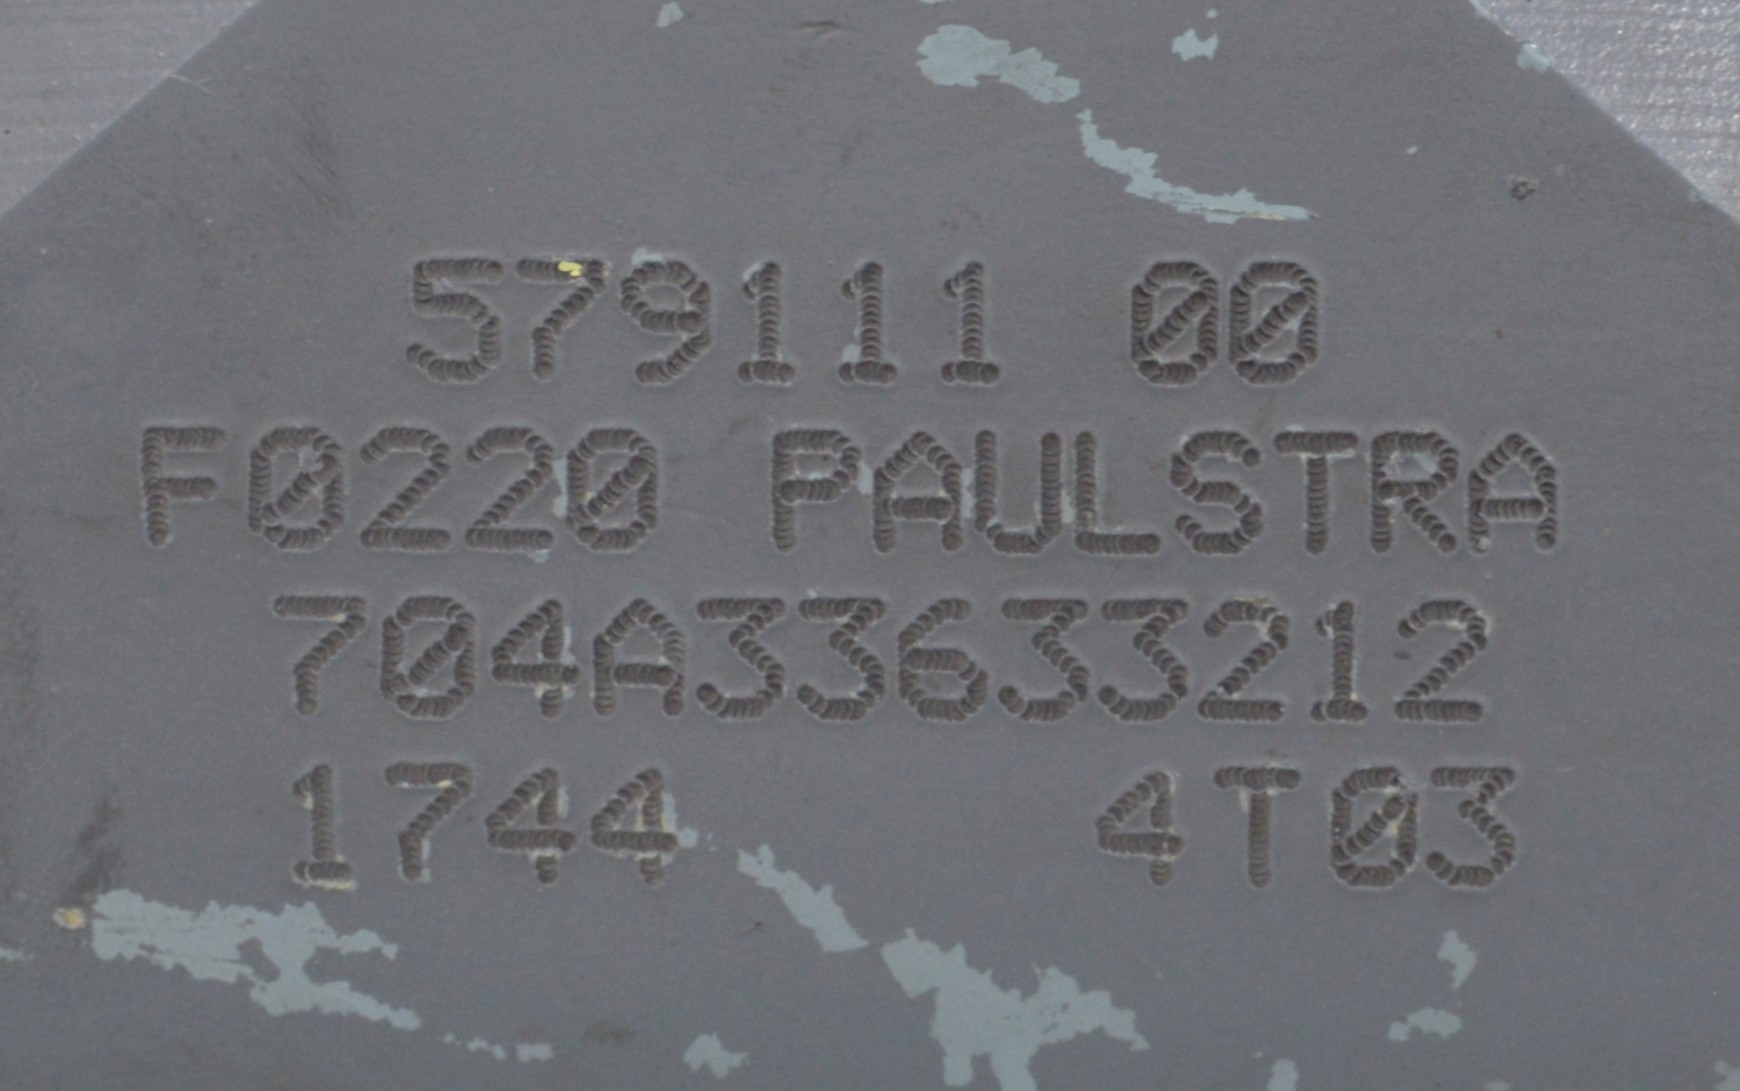 579111 00
F0220 PAULSTRA
704A33633212
1744 4T03